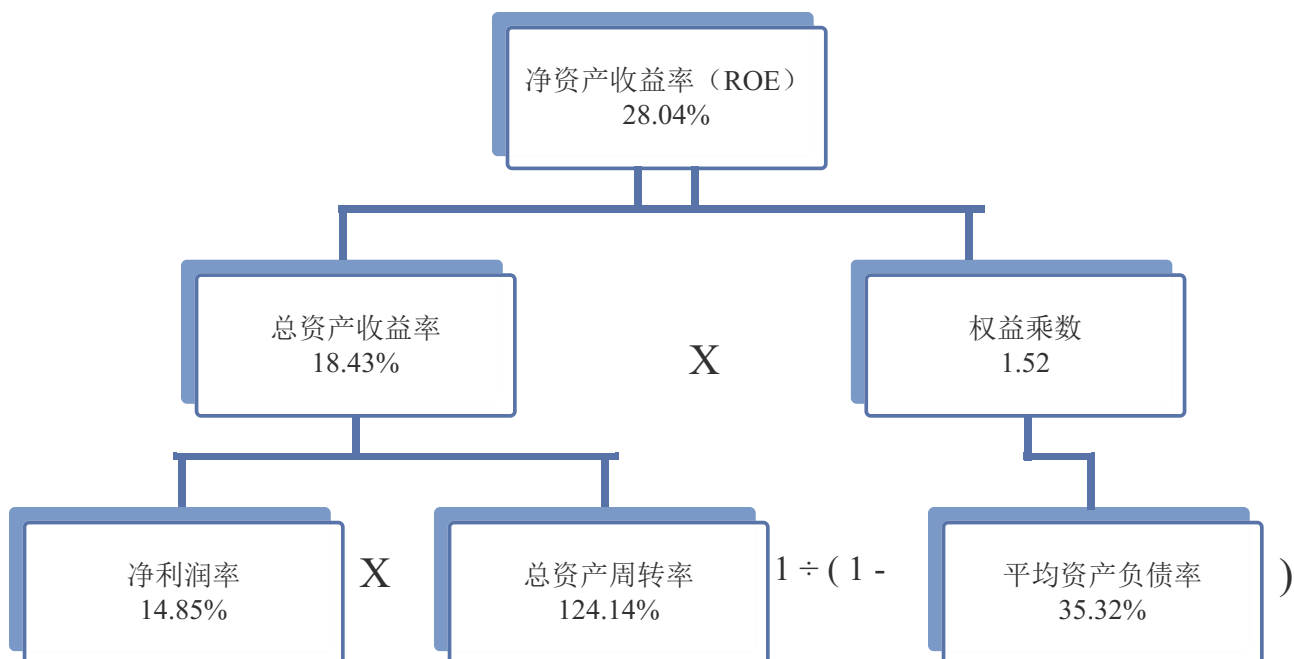 净资产收益率（ROE）
28.04%
总资产收益率
18.43%
X
权益乘数
1.52
净利润率
14.85%
X
总资产周转率
124.14%
1 ÷ ( 1 -
平均资产负债率
35.32%
)